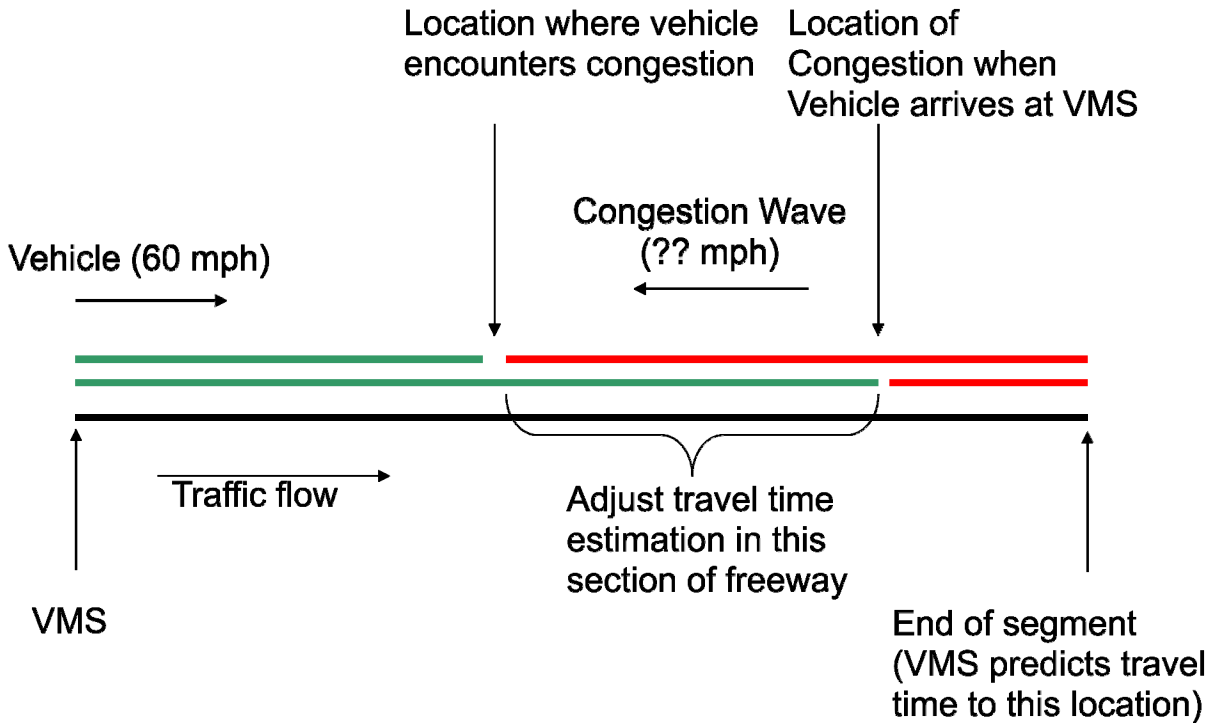 Location where vehicle
encounters congestion
Location of
Congestion when
Vehicle arrives at VMS
Congestion Wave
(?? mph)
Vehicle (60 mph)
Traffic flow
Adjust travel time
estimation in this
section of freeway
VMS
End of segment
(VMS predicts travel
time to this location)